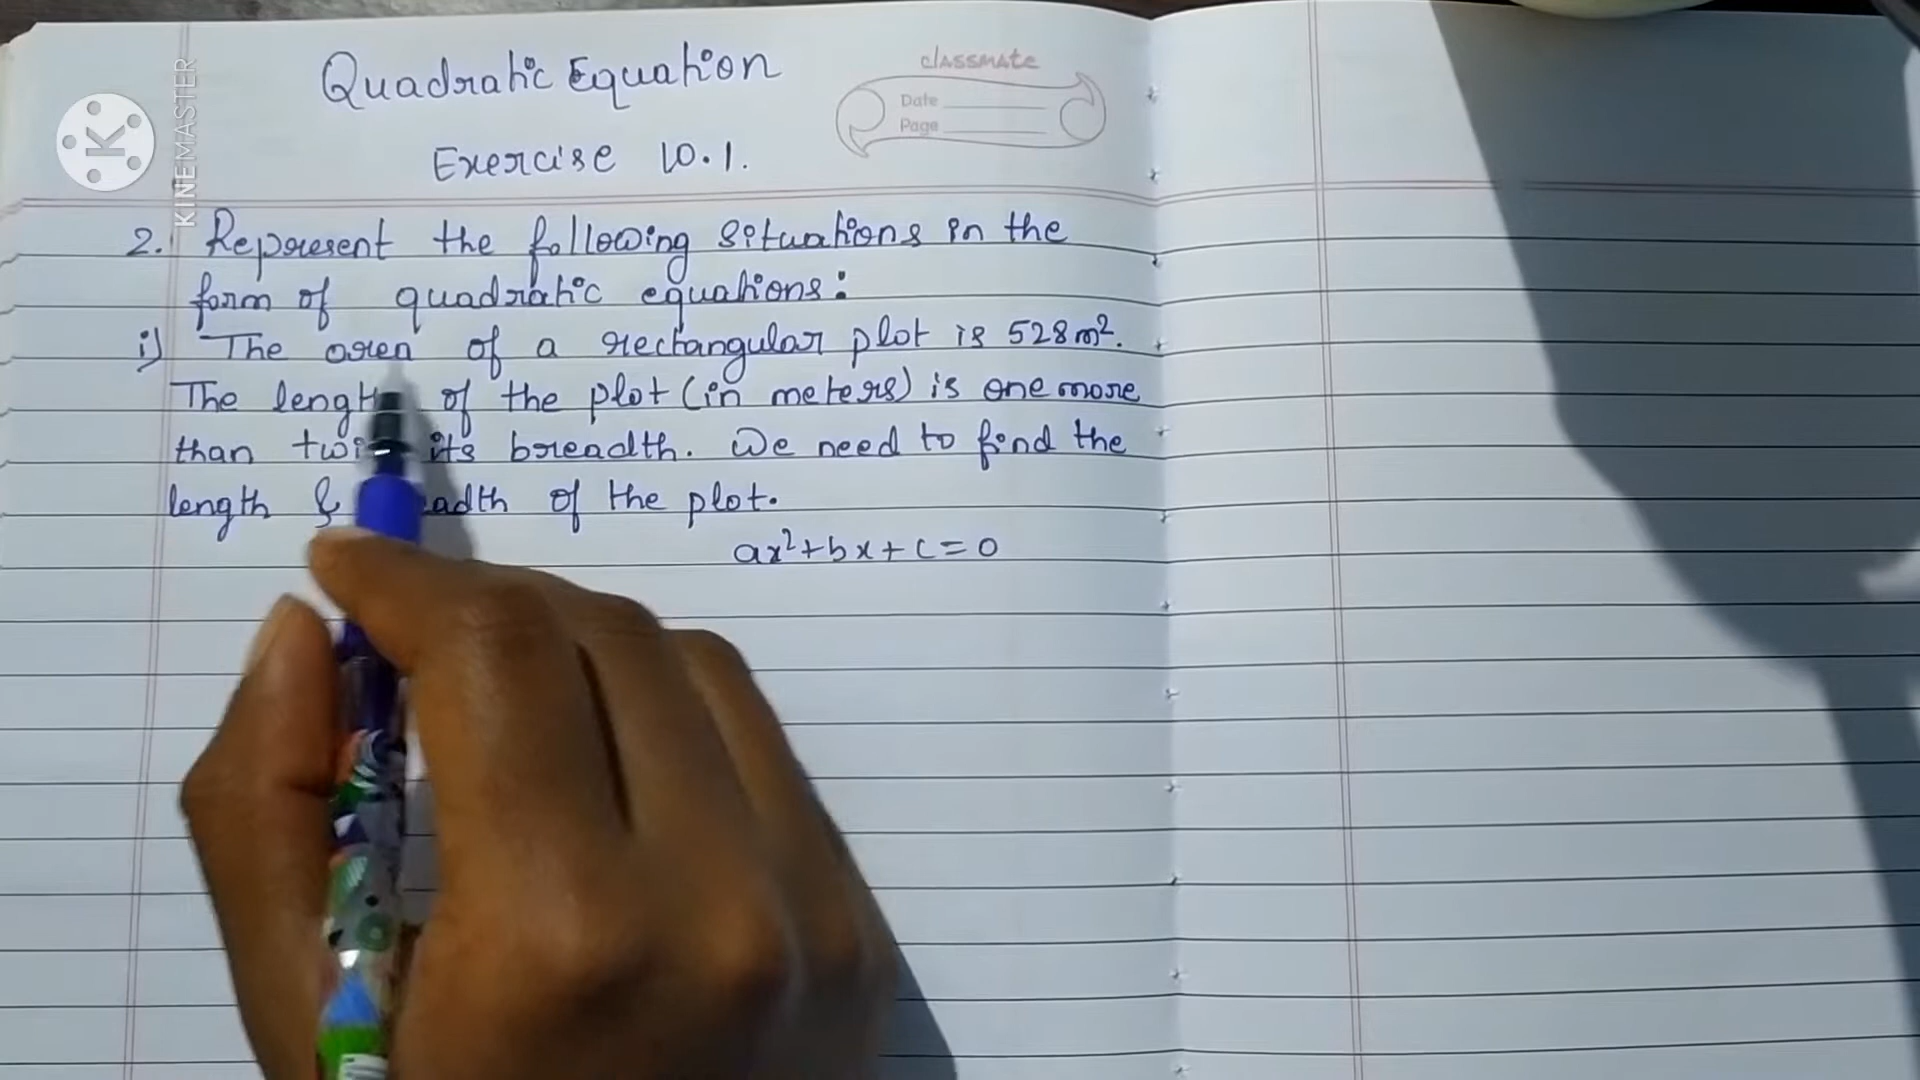 Quadratic Equation
classmate
Date
Page
Exercise 10.1.
KINEMASTER
2. Represent the following situations in the
form of quadratic equations:
i) The area of a rectangular plot is 528m².
The length of the plot (in meters) is one more
than its breadth. We need to find the
length & of the plot.
ax²+bx+c=0